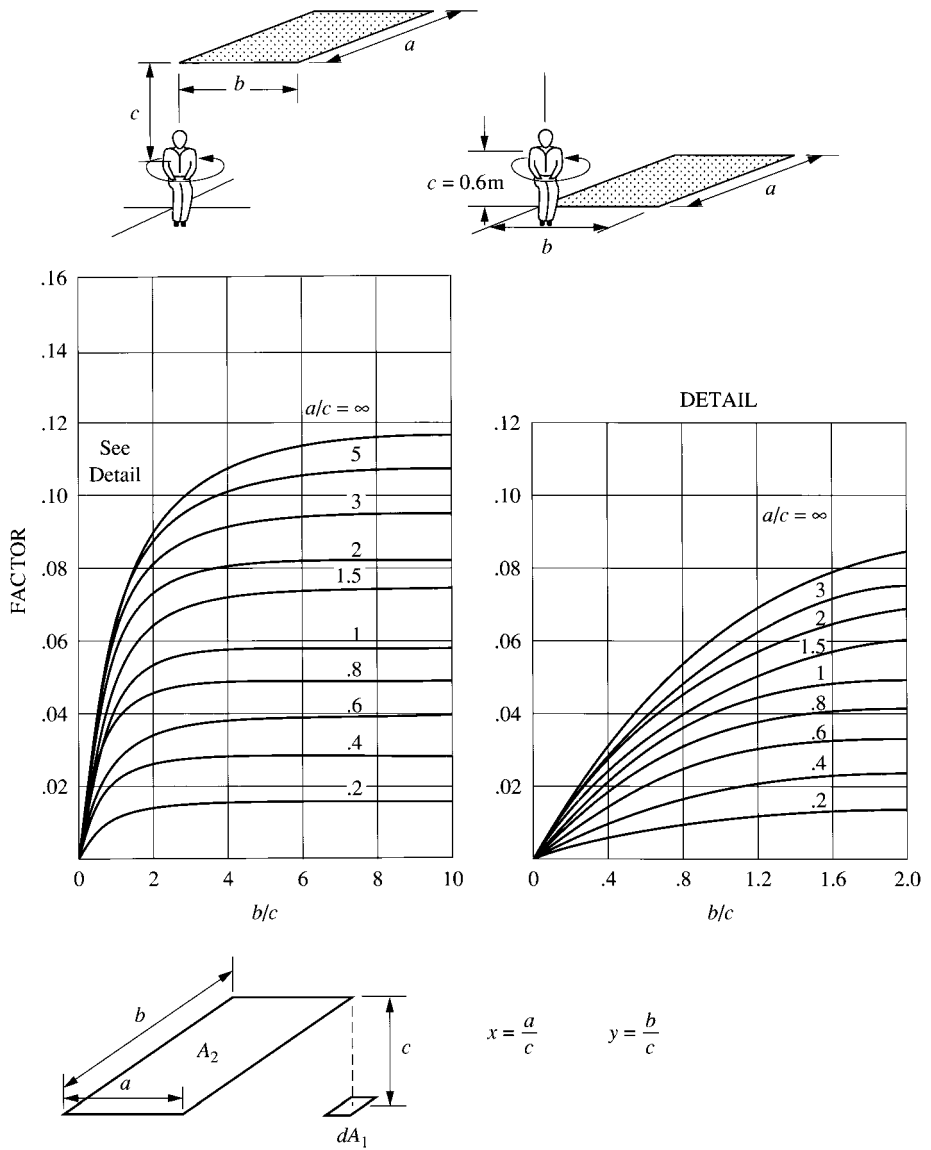 a
b
c
c = 0.6m
a
b
.16
.14
.12
.10
.08
.06
.04
.02
FACTOR
See
Detail
a/c = ∞
5
3
2
1.5
1
.8
.6
.4
.2
0 2 4 6 8 10
b/c
DETAIL
.12
.10
.08
.06
.04
.02
a/c = ∞
3
2
1.5
1
.8
.6
.4
.2
0 .4 .8 1.2 1.6 2.0
b/c
b
A2
a
c
dA1
x = a/c y = b/c